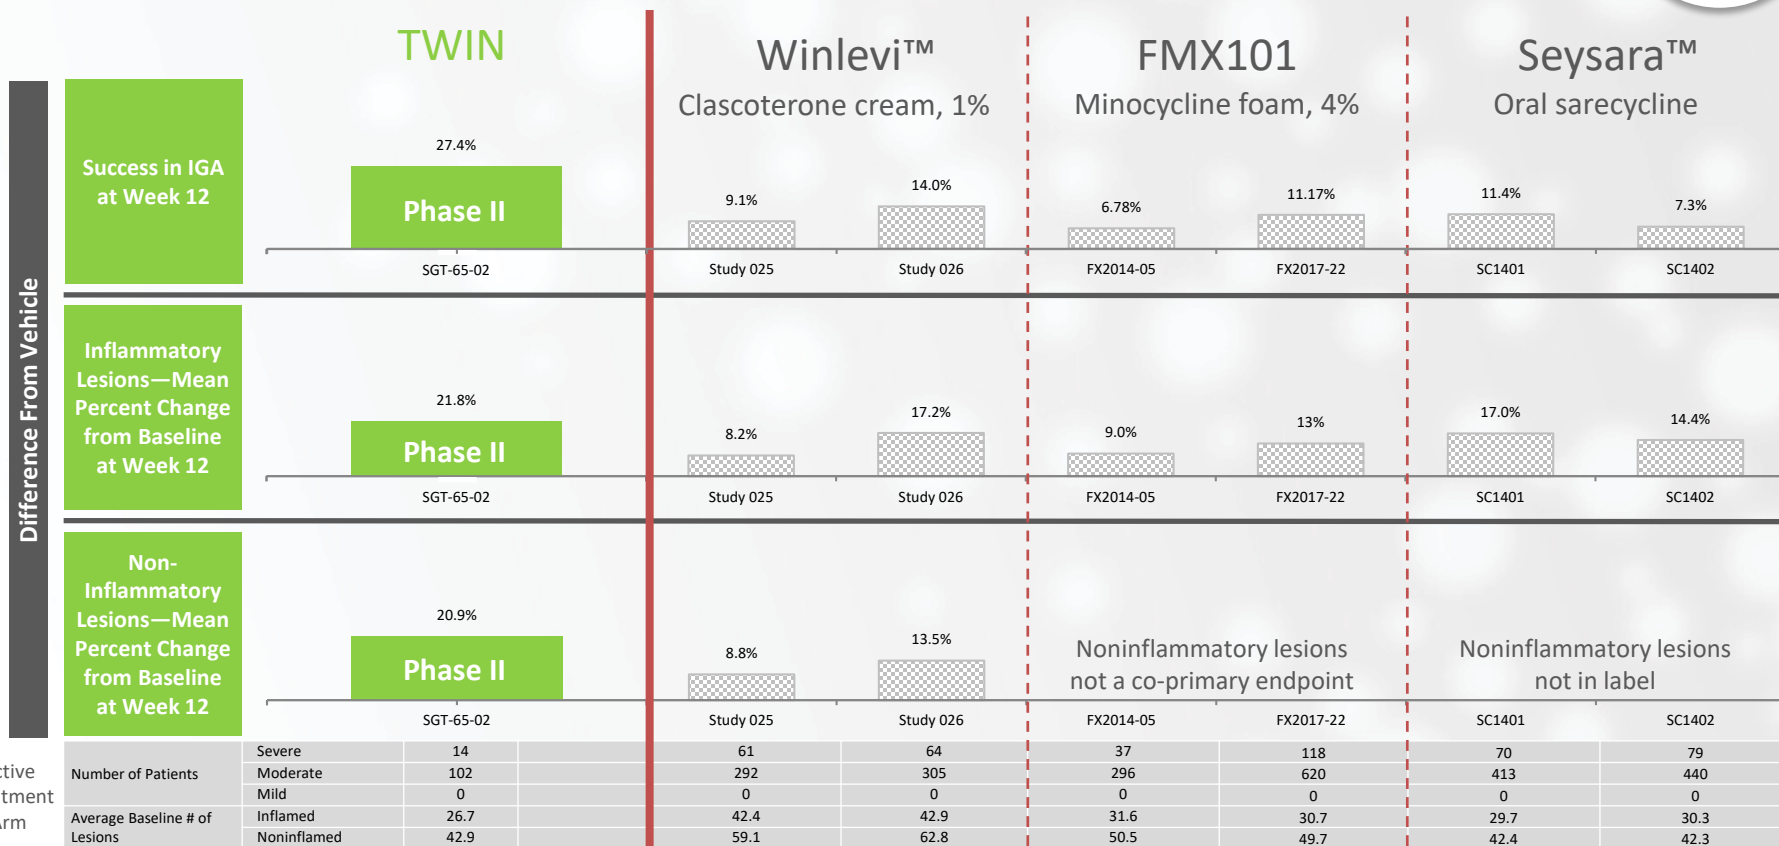 TWIN
Winlevi™
Clascoterone cream, 1%
FMX101
Minocycline foam, 4%
Seysara™
Oral sarecycline
Difference From Vehicle
Success in IGA
at Week 12
27.4%
Phase II
SGT-65-02
9.1%
14.0%
Study 025
Study 026
6.78%
11.17%
FX2014-05
FX2017-22
11.4%
7.3%
SC1401
SC1402
Inflammatory
Lesions—Mean
Percent Change
from Baseline
at Week 12
21.8%
Phase II
SGT-65-02
8.2%
17.2%
Study 025
Study 026
9.0%
13%
FX2014-05
FX2017-22
17.0%
14.4%
SC1401
SC1402
Non-
Inflammatory
Lesions—Mean
Percent Change
from Baseline
at Week 12
20.9%
Phase II
SGT-65-02
8.8%
13.5%
Study 025
Study 026
Noninflammatory lesions
not a co-primary endpoint
FX2014-05
FX2017-22
Noninflammatory lesions
not in label
SC1401
SC1402
Number of Patients
Severe 14 61 64 37 118 70 79
Moderate 102 292 305 296 620 413 440
Mild 0 0 0 0 0 0 0
Average Baseline # of
Lesions
Inflamed 26.7 42.4 42.9 31.6 30.7 29.7 30.3
Noninflamed 42.9 59.1 62.8 50.5 49.7 42.4 42.3